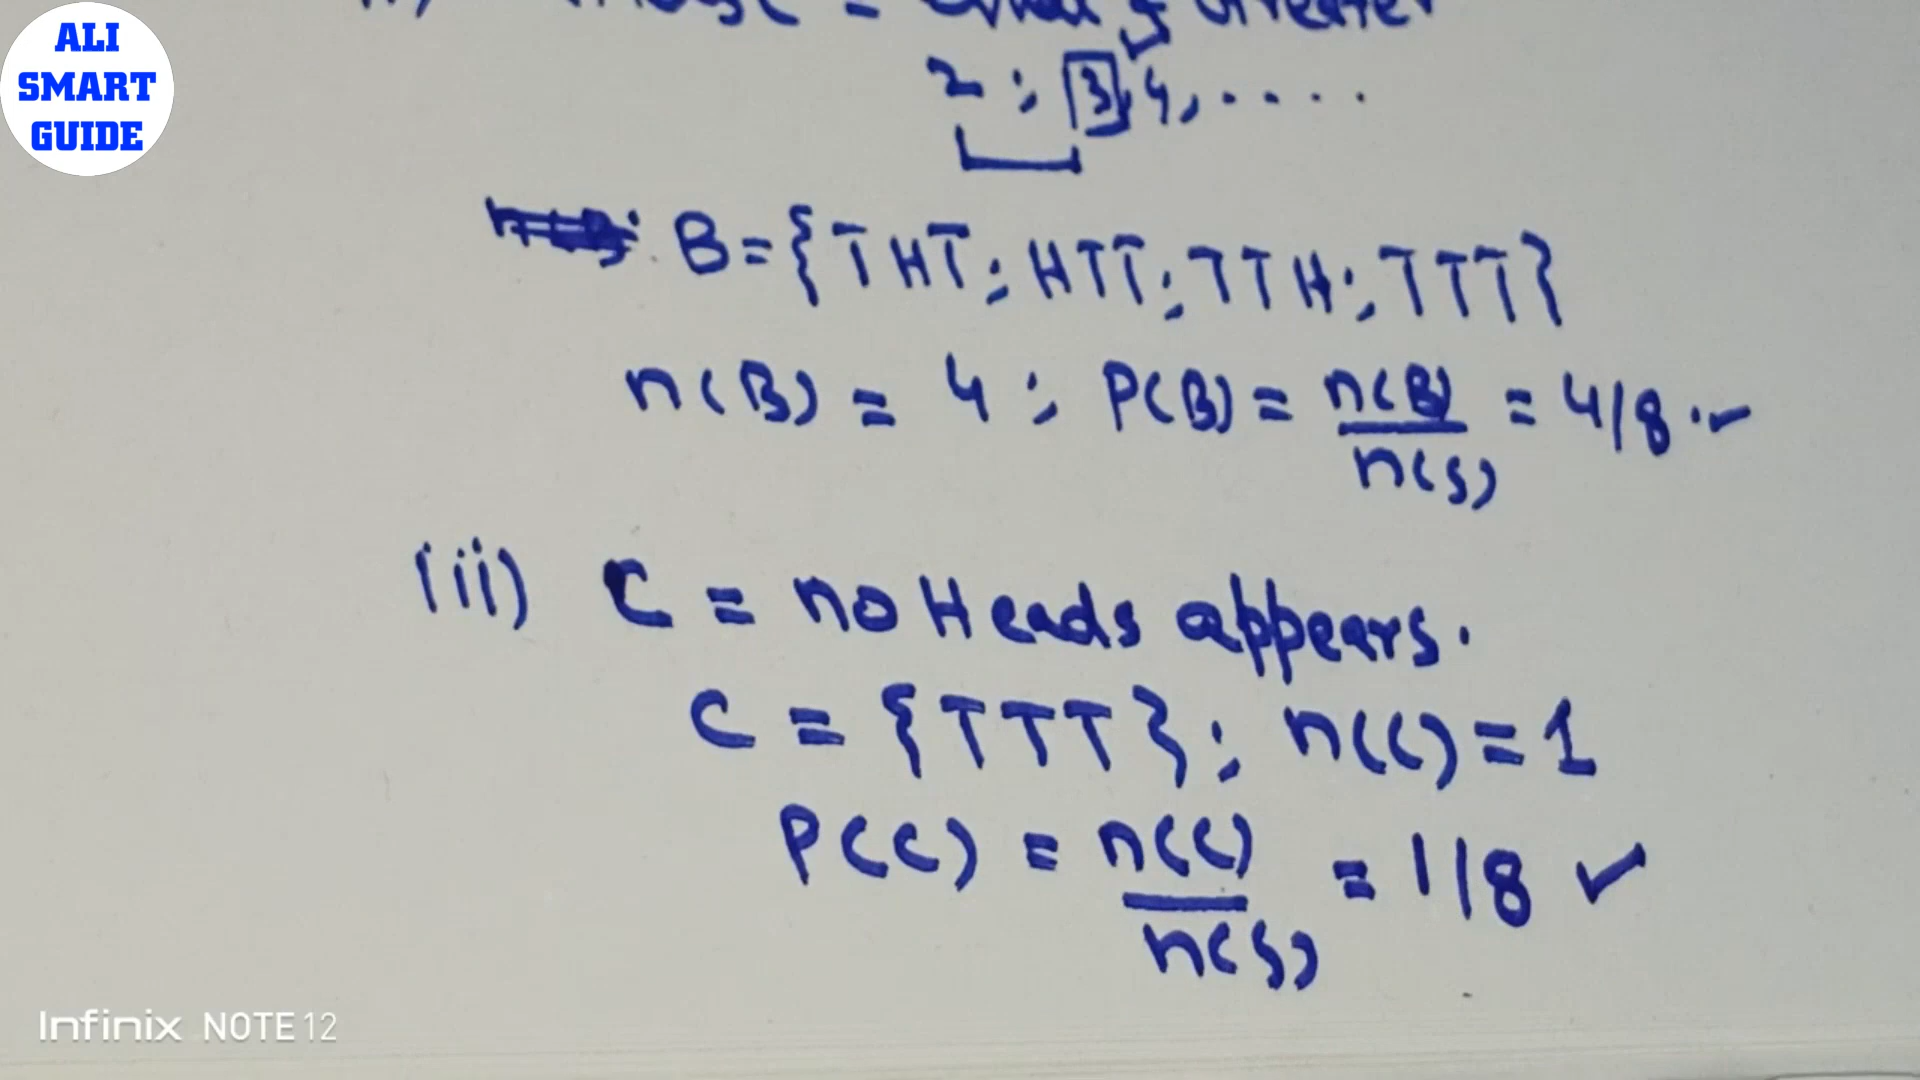 ALI
SMART
GUIDE
2 ; 3, 4, .....
B = {THT ; HTT ; TTH ; TTT}
n(B) = 4 ; P(B) = n(B)/n(S) = 4/8.
(ii) C = no Heads appears.
C = {TTT} ; n(C) = 1
P(C) = n(C)/n(S) = 1/8 ✓
Infinix NOTE 12